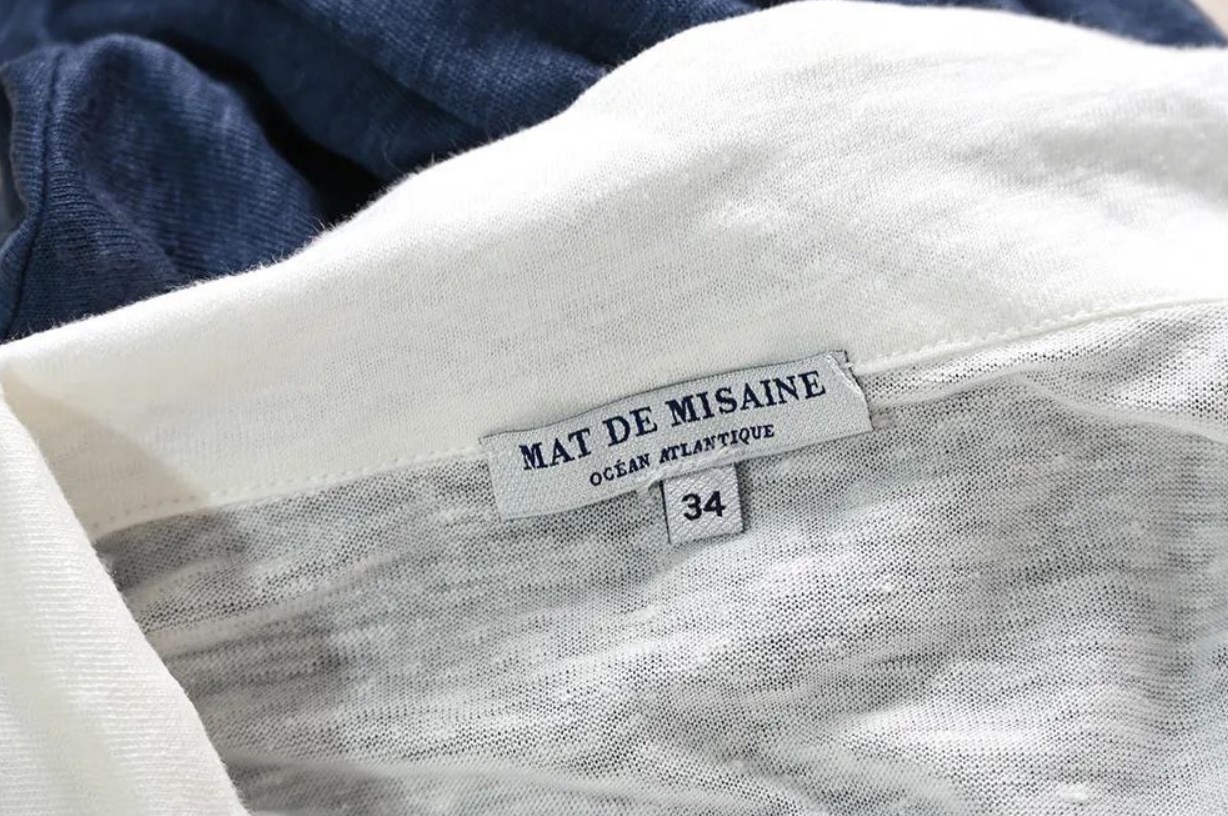 MAT DE MISAINE
OCÉAN ATLANTIQUE
34